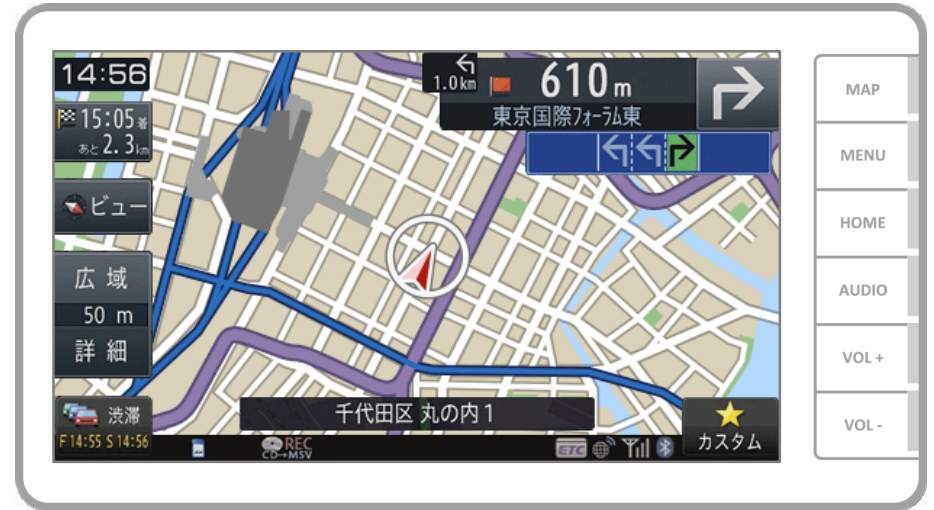 14:56
15:05着
あと2.3km
ビュー
広域
50 m
詳細
渋滞
F14:55 S14:56
1.0km
610m
東京国際フォーラム東
千代田区 丸の内1
REC
CD→MSV
ETC
カスタム
MAP
MENU
HOME
AUDIO
VOL +
VOL -